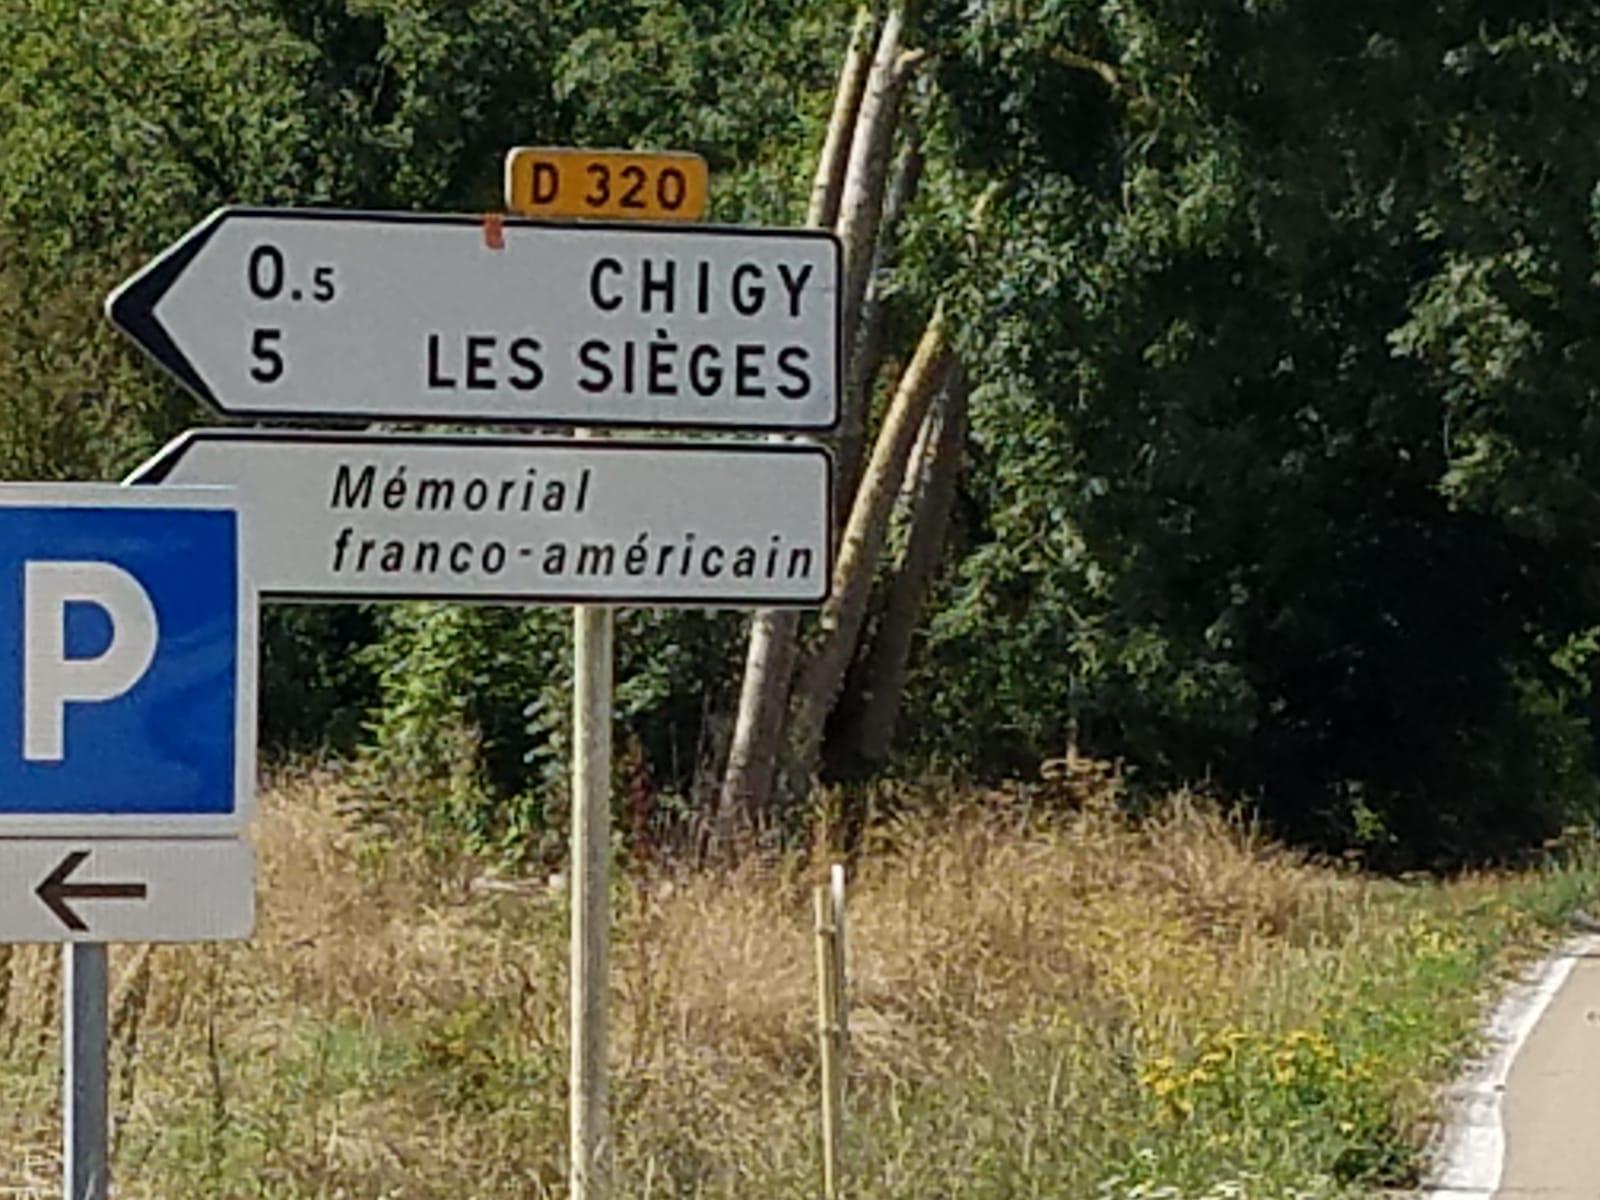 D 320
0.5 CHIGY
5 LES SIÈGES
Mémorial
franco-américain
P